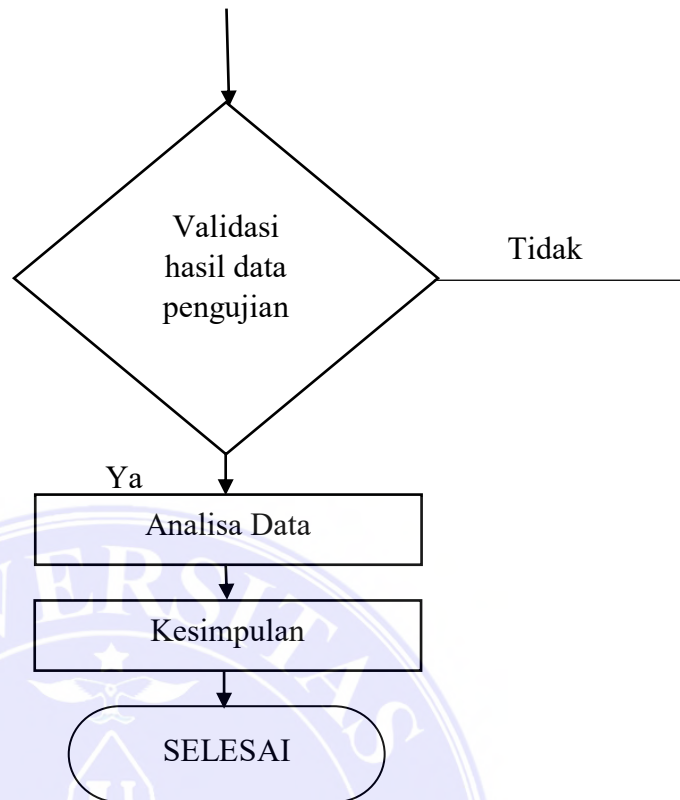 Validasi
hasil data
pengujian
Tidak
Ya
Analisa Data
Kesimpulan
SELESAI